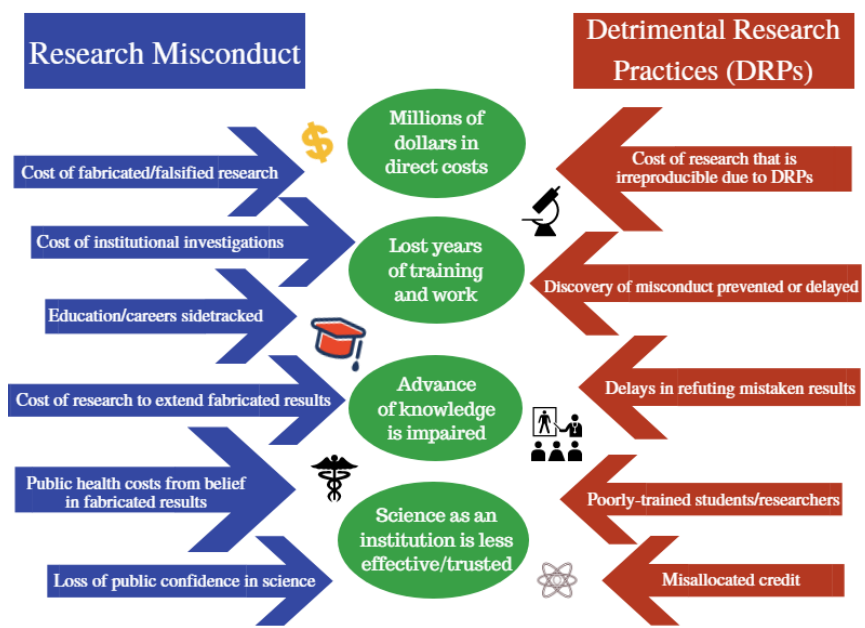 Research Misconduct
Detrimental Research
Practices (DRPs)
Millions of
dollars in
direct costs
Cost of fabricated/falsified research
Cost of research that is
irreproducible due to DRPs
Cost of institutional investigations
Lost years
of training
and work
Discovery of misconduct prevented or delayed
Education/careers sidetracked
Cost of research to extend fabricated results
Advance
of knowledge
is impaired
Delays in refuting mistaken results
Public health costs from belief
in fabricated results
Poorly-trained students/researchers
Science as an
institution is less
effective/trusted
Loss of public confidence in science
Misallocated credit